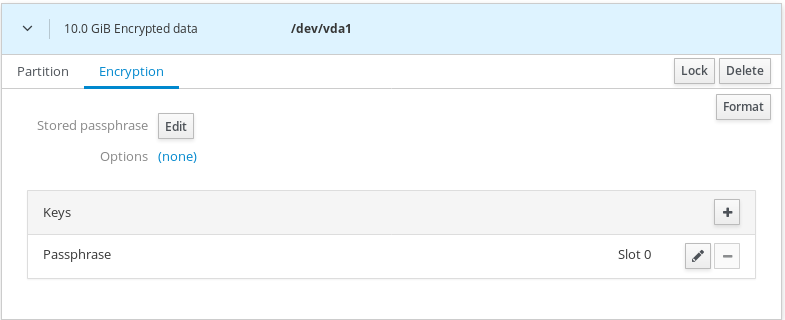 10.0 GiB Encrypted data /dev/vda1
Partition Encryption Lock Delete
Format
Stored passphrase Edit
Options (none)
Keys +
Passphrase Slot 0 −